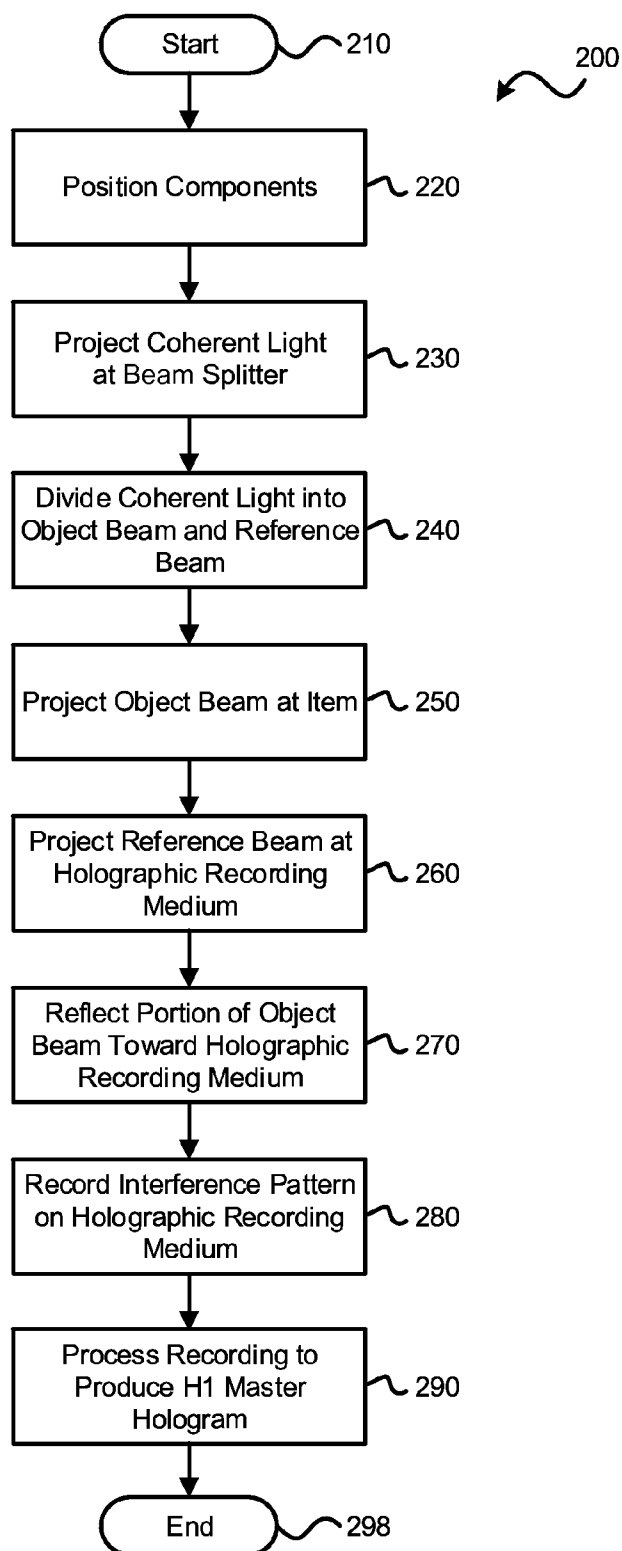 Start
210
200
Position Components
220
Project Coherent Light
at Beam Splitter
230
Divide Coherent Light into
Object Beam and Reference
Beam
240
Project Object Beam at Item
250
Project Reference Beam at
Holographic Recording
Medium
260
Reflect Portion of Object
Beam Toward Holographic
Recording Medium
270
Record Interference Pattern
on Holographic Recording
Medium
280
Process Recording to
Produce H1 Master
Hologram
290
End
298